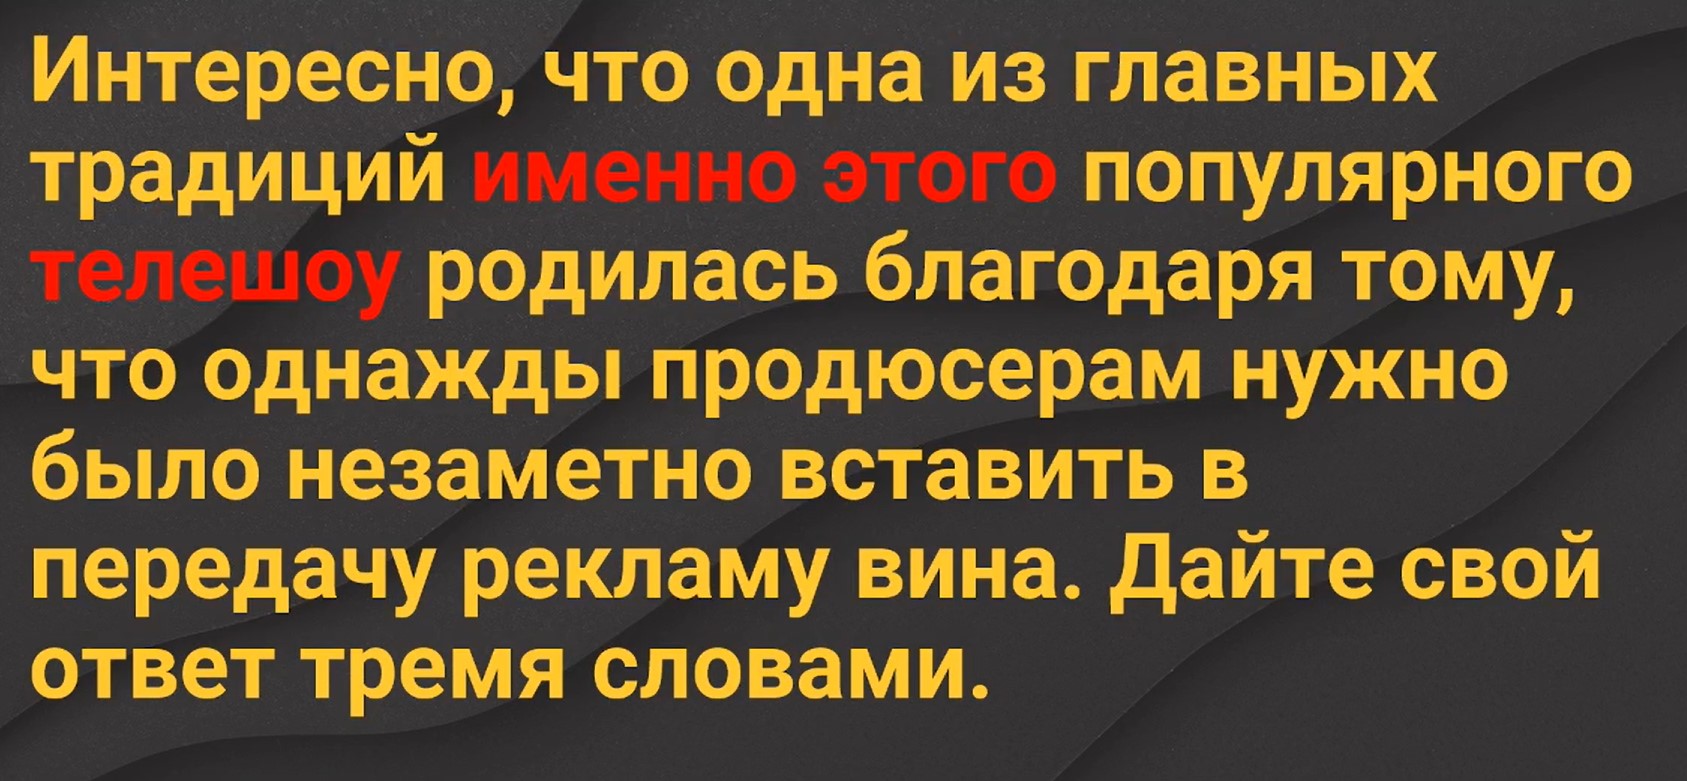 Интересно, что одна из главных
традиций именно этого популярного
телешоу родилась благодаря тому,
что однажды продюсерам нужно
было незаметно вставить в
передачу рекламу вина. Дайте свой
ответ тремя словами.